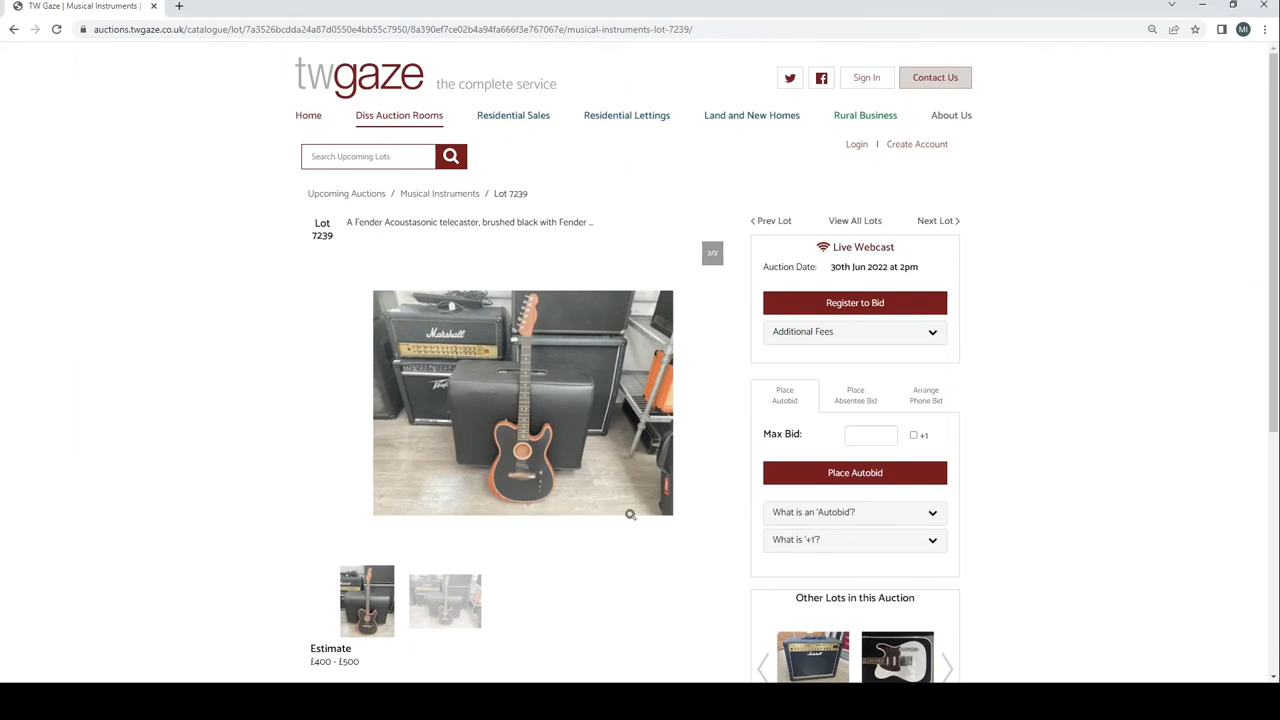 TW Gaze | Musical Instruments |
auctions.twgaze.co.uk/catalogue/lot/7a3526bcdda24a87d0550e4bb55c7950/8a390ef7ce02b4a94fa666f3e767067e/musical-instruments-lot-7239/
MI
twgaze the complete service
Sign In
Contact Us
Home
Diss Auction Rooms
Residential Sales
Residential Lettings
Land and New Homes
Rural Business
About Us
Login | Create Account
Search Upcoming Lots
Upcoming Auctions / Musical Instruments / Lot 7239
Lot
7239
A Fender Acoustasonic telecaster, brushed black with Fender ...
Prev Lot
View All Lots
Next Lot
2/2
Live Webcast
Auction Date: 30th Jun 2022 at 2pm
Register to Bid
Additional Fees
Marshall
Peavey
Place
Autobid
Place
Absentee Bid
Arrange
Phone Bid
Max Bid:
+1
Place Autobid
What is an 'Autobid'?
What is '+1'?
Other Lots in this Auction
Estimate
£400 - £500